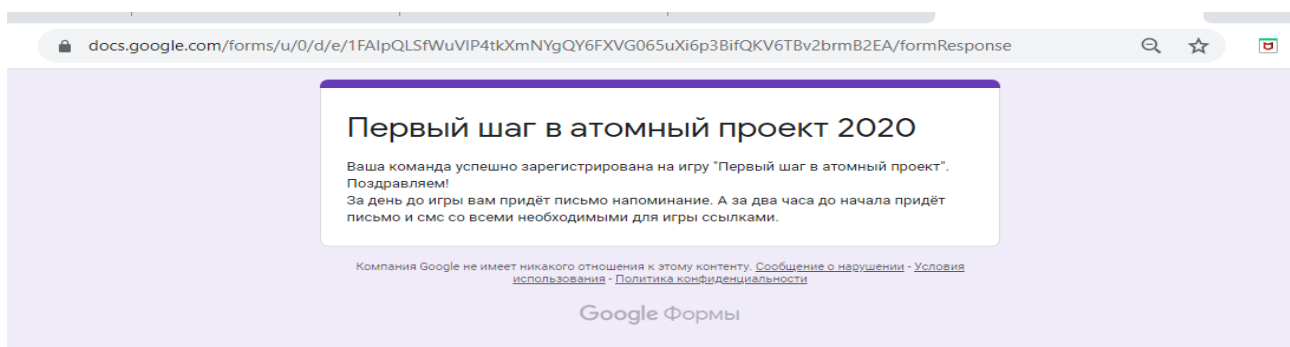 docs.google.com/forms/u/0/d/e/1FAIpQLSfWuVIP4tkXmNYgQY6FXVG065uXi6p3BifQKV6TBv2brmB2EA/formResponse
Первый шаг в атомный проект 2020
Ваша команда успешно зарегистрирована на игру "Первый шаг в атомный проект".
Поздравляем!
За день до игры вам придёт письмо напоминание. А за два часа до начала придёт
письмо и смс со всеми необходимыми для игры ссылками.
Компания Google не имеет никакого отношения к этому контенту. Сообщение о нарушении - Условия
использования - Политика конфиденциальности
Google Формы